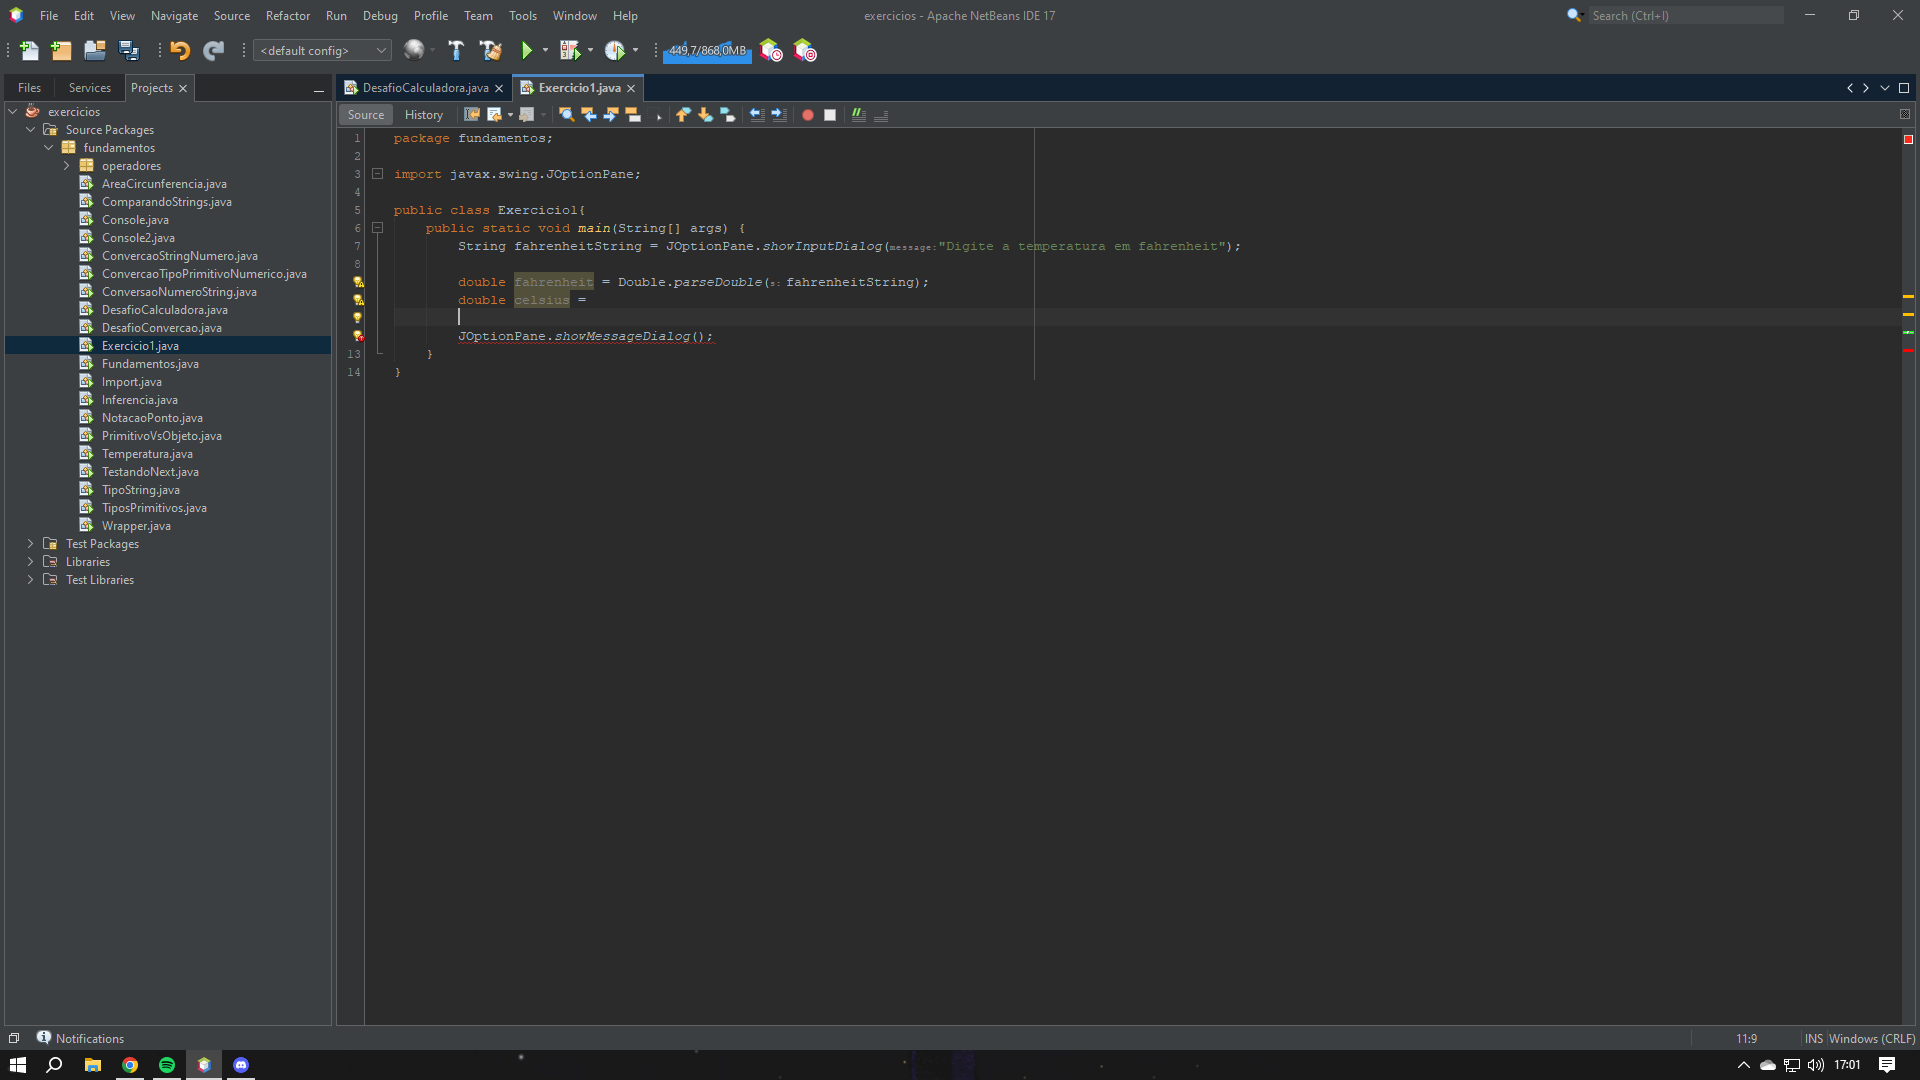 File Edit View Navigate Source Refactor Run Debug Profile Team Tools Window Help
exercicios - Apache NetBeans IDE 17
Search (Ctrl+I)
<default config>
449,7/868,0MB
Files Services Projects
DesafioCalculadora.java Exercicio1.java
Source History
exercicios
Source Packages
fundamentos
operadores
AreaCircunferencia.java
ComparandoStrings.java
Console.java
Console2.java
ConvercaoStringNumero.java
ConvercaoTipoPrimitivoNumerico.java
ConversaoNumeroString.java
DesafioCalculadora.java
DesafioConvercao.java
Exercicio1.java
Fundamentos.java
Import.java
Inferencia.java
NotacaoPonto.java
PrimitivoVsObjeto.java
Temperatura.java
TestandoNext.java
TipoString.java
TiposPrimitivos.java
Wrapper.java
Test Packages
Libraries
Test Libraries
1 package fundamentos;
2
3 import javax.swing.JOptionPane;
4
5 public class Exercicio1{
6 public static void main(String[] args) {
7 String fahrenheitString = JOptionPane.showInputDialog(message:"Digite a temperatura em fahrenheit");
8
double fahrenheit = Double.parseDouble(s: fahrenheitString);
double celsius =
JOptionPane.showMessageDialog();
13 }
14 }
Notifications
11:9 INS Windows (CRLF)
17:01